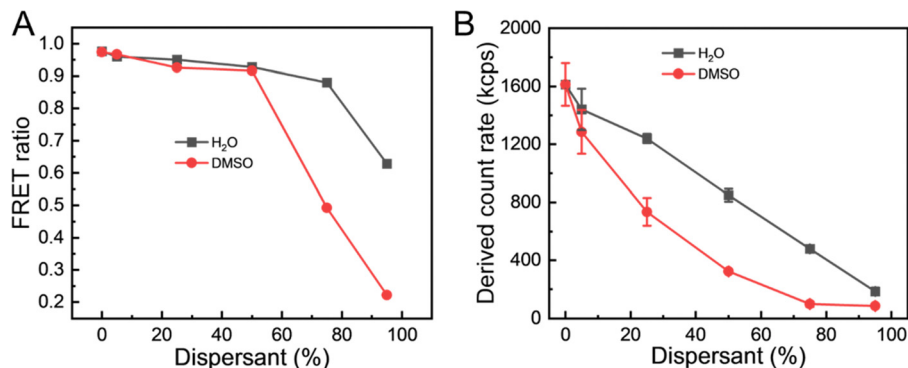 A
FRET ratio
1.0
0.9
0.8
0.7
0.6
0.5
0.4
0.3
0.2
H₂O
DMSO
0 20 40 60 80 100
Dispersant (%)
B
Derived count rate (kcps)
2000
1600
1200
800
400
0
H₂O
DMSO
0 20 40 60 80 100
Dispersant (%)